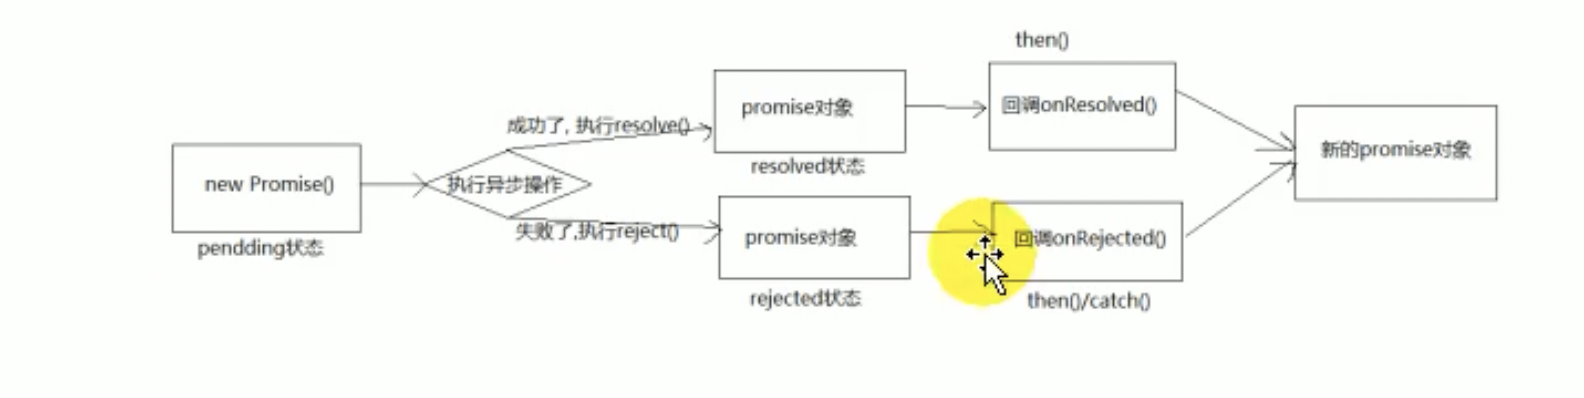 then()
promise对象
回调onResolved()
成功了, 执行resolve()
新的promise对象
resolved状态
new Promise()
执行异步操作
失败了,执行reject()
promise对象
回调onRejected()
pendding状态
rejected状态
then()/catch()